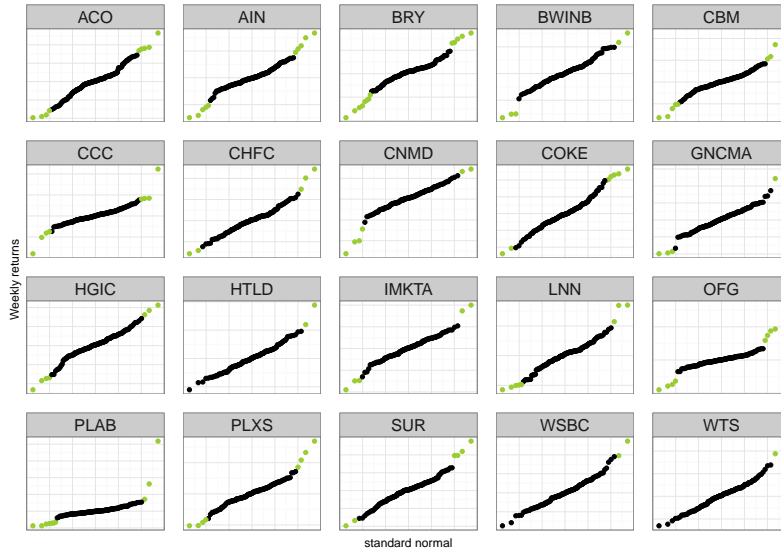 ACO AIN BRY BWINB CBM
CCC CHFC CNMD COKE GNCMA
Weekly returns
HGIC HTLD IMKTA LNN OFG
PLAB PLXS SUR WSBC WTS
standard normal